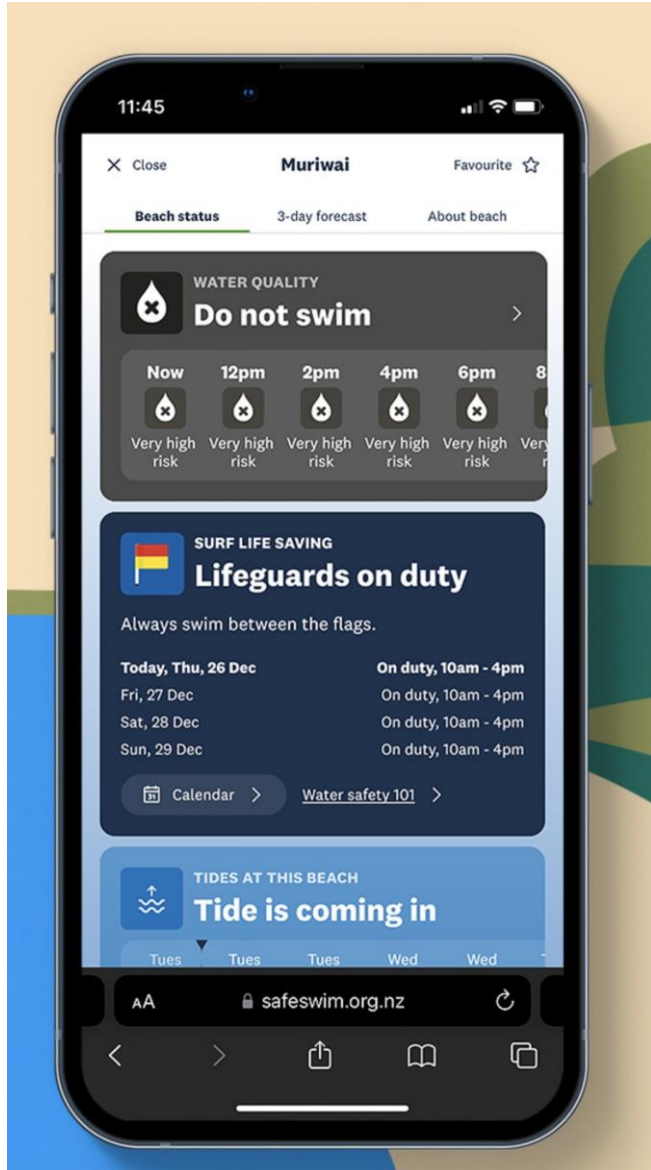 11:45
Close Muriwai Favourite
Beach status 3-day forecast About beach
WATER QUALITY
Do not swim
Now 12pm 2pm 4pm 6pm 8
Very high risk Very high risk Very high risk Very high risk Very high risk
SURF LIFE SAVING
Lifeguards on duty
Always swim between the flags.
Today, Thu, 26 Dec On duty, 10am - 4pm
Fri, 27 Dec On duty, 10am - 4pm
Sat, 28 Dec On duty, 10am - 4pm
Sun, 29 Dec On duty, 10am - 4pm
31 Calendar Water safety 101
TIDES AT THIS BEACH
Tide is coming in
Tues Tues Tues Wed Wed
AA safeswim.org.nz